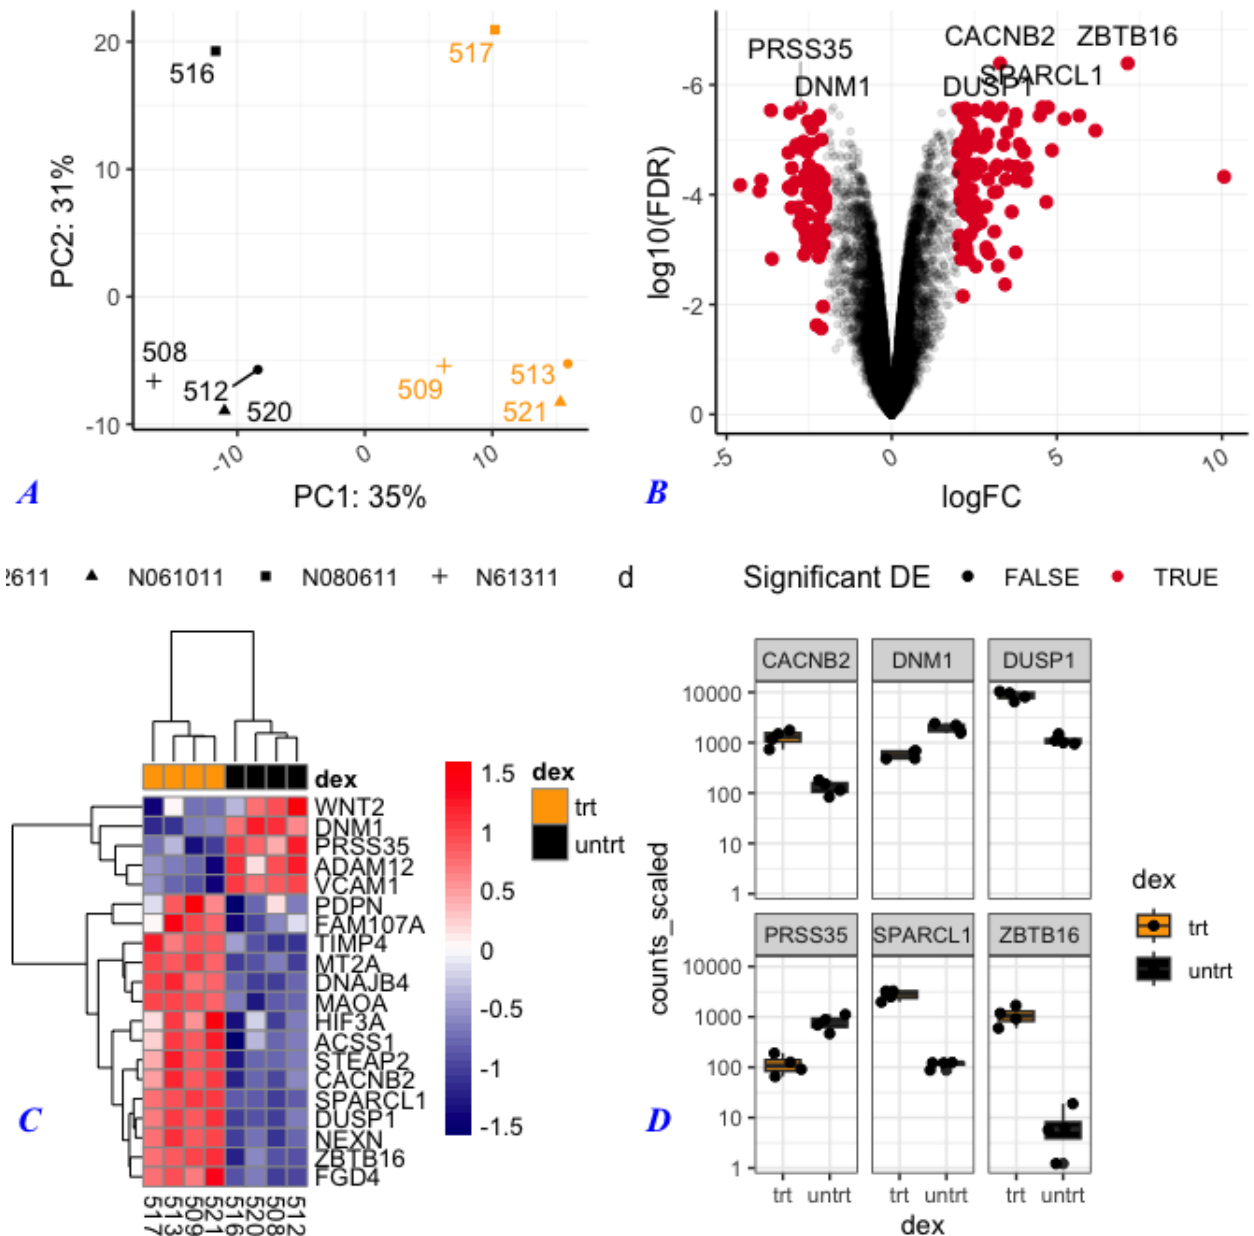 20
10
0
-10
516
517
508
512
520
509
513
521
-10
0
10
PC2: 31%
PC1: 35%
A
PRSS35
CACNB2
ZBTB16
SPARCL1
DNM1
DUSP1
-6
-4
-2
0
-5
0
5
10
log10(FDR)
logFC
B
2611 N061011 N080611 N61311
d
Significant DE FALSE TRUE
dex
WNT2
DNM1
PRSS35
ADAM12
VCAM1
PDPN
FAM107A
TIMP4
MT2A
DNAJB4
MAOA
HIF3A
ACSS1
STEAP2
CACNB2
SPARCL1
DUSP1
NEXN
ZBTB16
FGD4
517
513
509
521
516
520
508
512
1.5
1
0.5
0
-0.5
-1
-1.5
dex
trt
untrt
C
CACNB2 DNM1 DUSP1
10000
1000
100
10
1
PRSS35 SPARCL1 ZBTB16
10000
1000
100
10
1
counts_scaled
trt untrt trt untrt trt untrt
dex
dex
trt
untrt
D